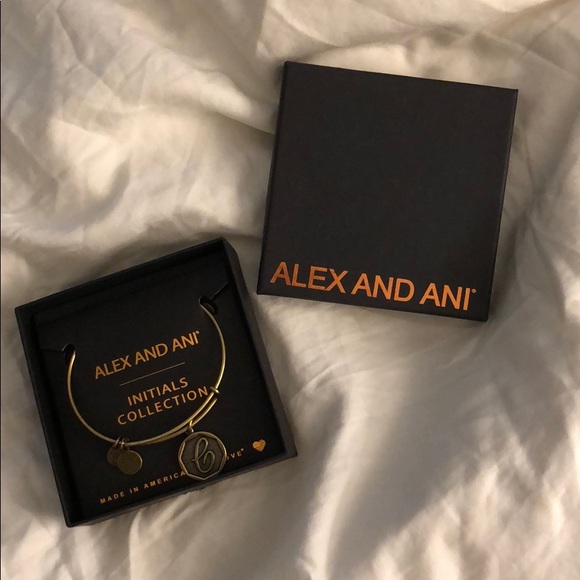 ALEX AND ANI®
ALEX AND ANI®
INITIALS
COLLECTION
C
MADE IN AMERICA